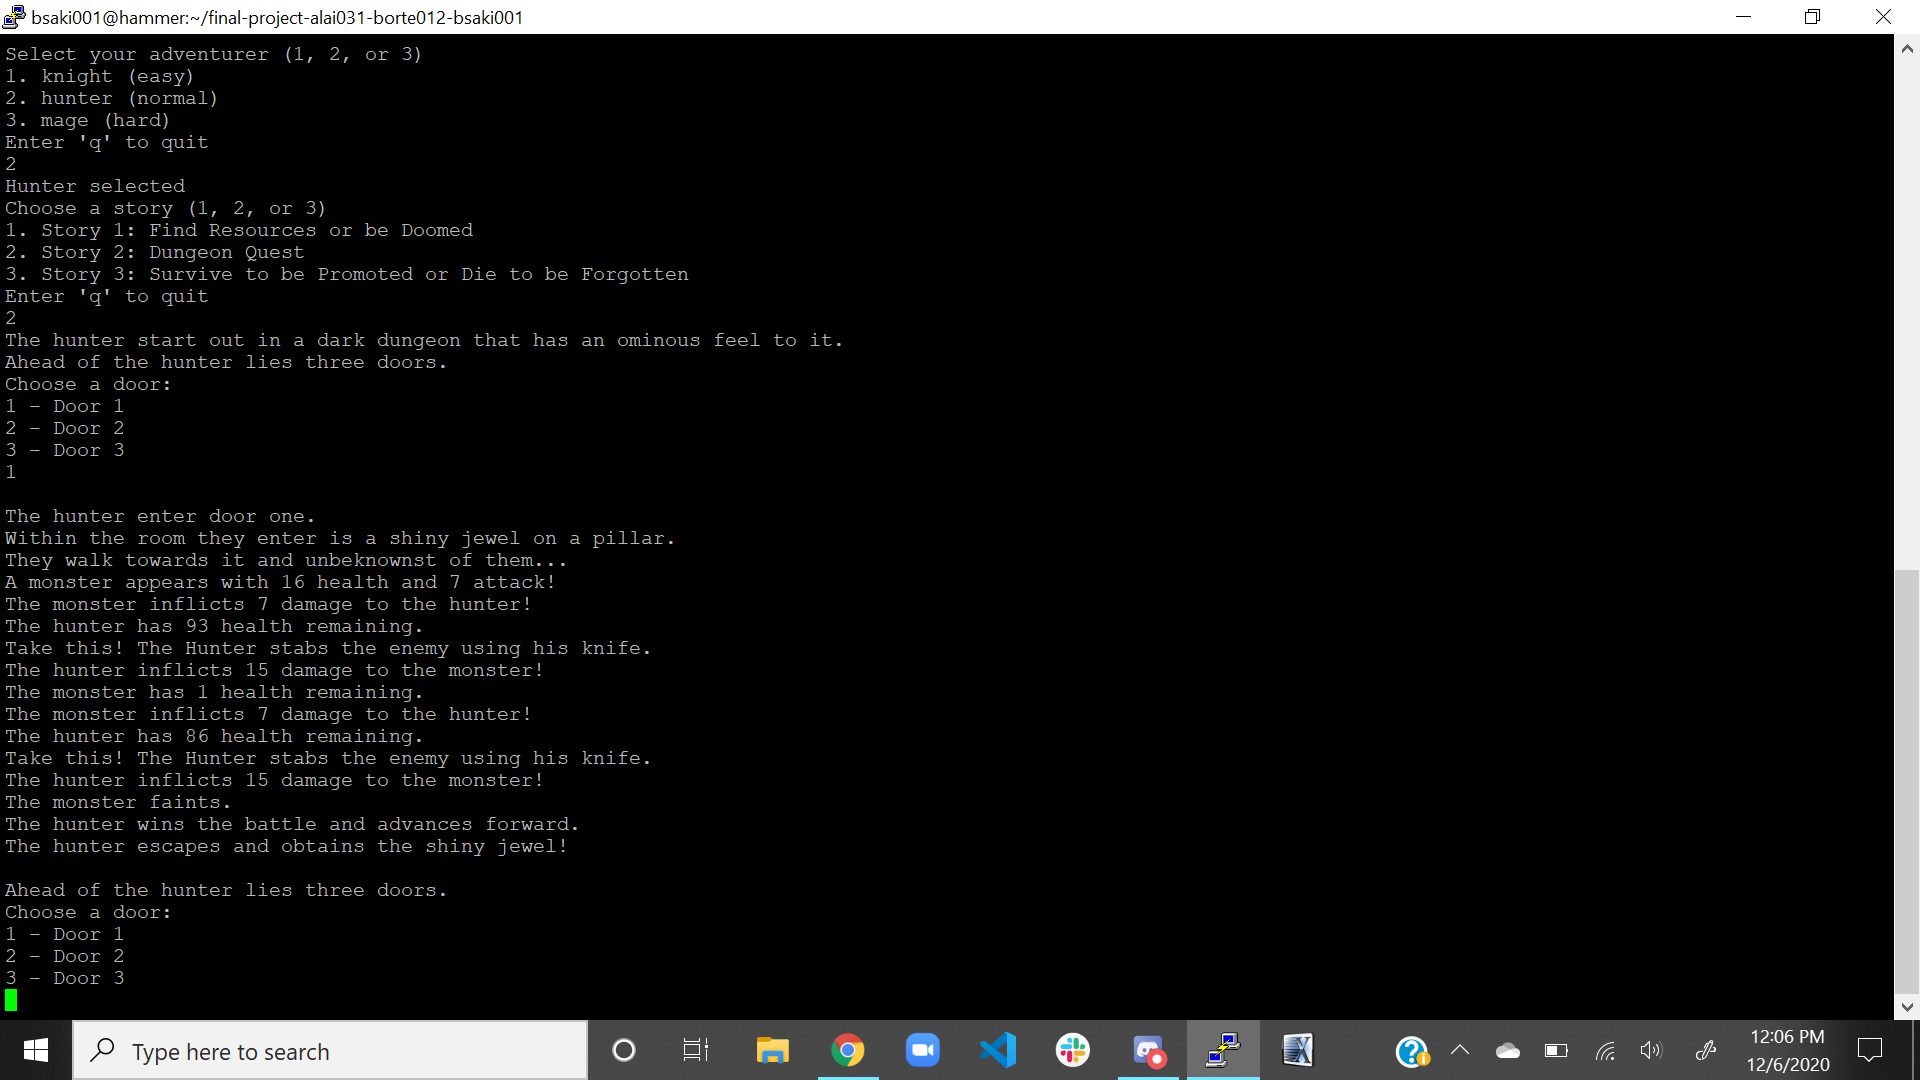 bsaki001@hammer:~/final-project-alai031-borte012-bsaki001
Select your adventurer (1, 2, or 3)
1. knight (easy)
2. hunter (normal)
3. mage (hard)
Enter 'q' to quit
2
Hunter selected
Choose a story (1, 2, or 3)
1. Story 1: Find Resources or be Doomed
2. Story 2: Dungeon Quest
3. Story 3: Survive to be Promoted or Die to be Forgotten
Enter 'q' to quit
2
The hunter start out in a dark dungeon that has an ominous feel to it.
Ahead of the hunter lies three doors.
Choose a door:
1 - Door 1
2 - Door 2
3 - Door 3
1
The hunter enter door one.
Within the room they enter is a shiny jewel on a pillar.
They walk towards it and unbeknownst of them...
A monster appears with 16 health and 7 attack!
The monster inflicts 7 damage to the hunter!
The hunter has 93 health remaining.
Take this! The Hunter stabs the enemy using his knife.
The hunter inflicts 15 damage to the monster!
The monster has 1 health remaining.
The monster inflicts 7 damage to the hunter!
The hunter has 86 health remaining.
Take this! The Hunter stabs the enemy using his knife.
The hunter inflicts 15 damage to the monster!
The monster faints.
The hunter wins the battle and advances forward.
The hunter escapes and obtains the shiny jewel!
Ahead of the hunter lies three doors.
Choose a door:
1 - Door 1
2 - Door 2
3 - Door 3
Type here to search
12:06 PM
12/6/2020